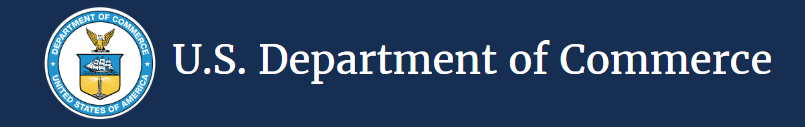 DEPARTMENT OF COMMERCE
UNITED STATES OF AMERICA
U.S. Department of Commerce